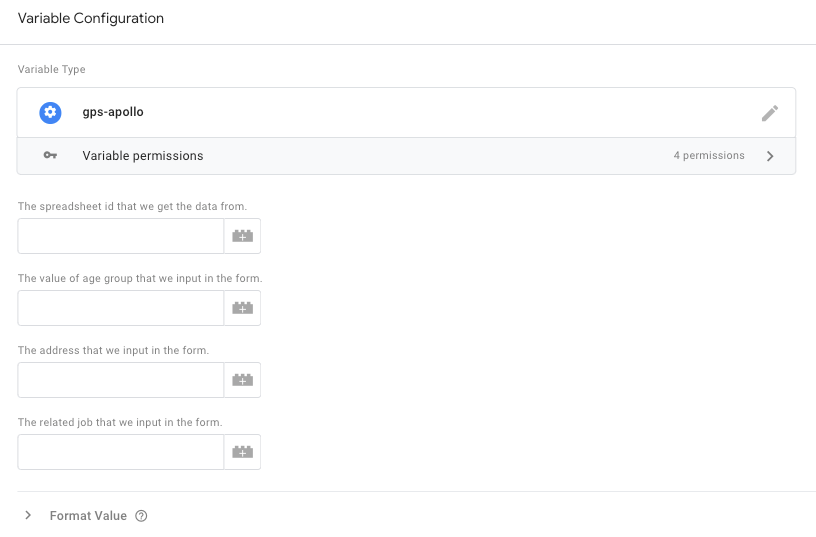 Variable Configuration
Variable Type
gps-apollo
Variable permissions 4 permissions
The spreadsheet id that we get the data from.
The value of age group that we input in the form.
The address that we input in the form.
The related job that we input in the form.
Format Value